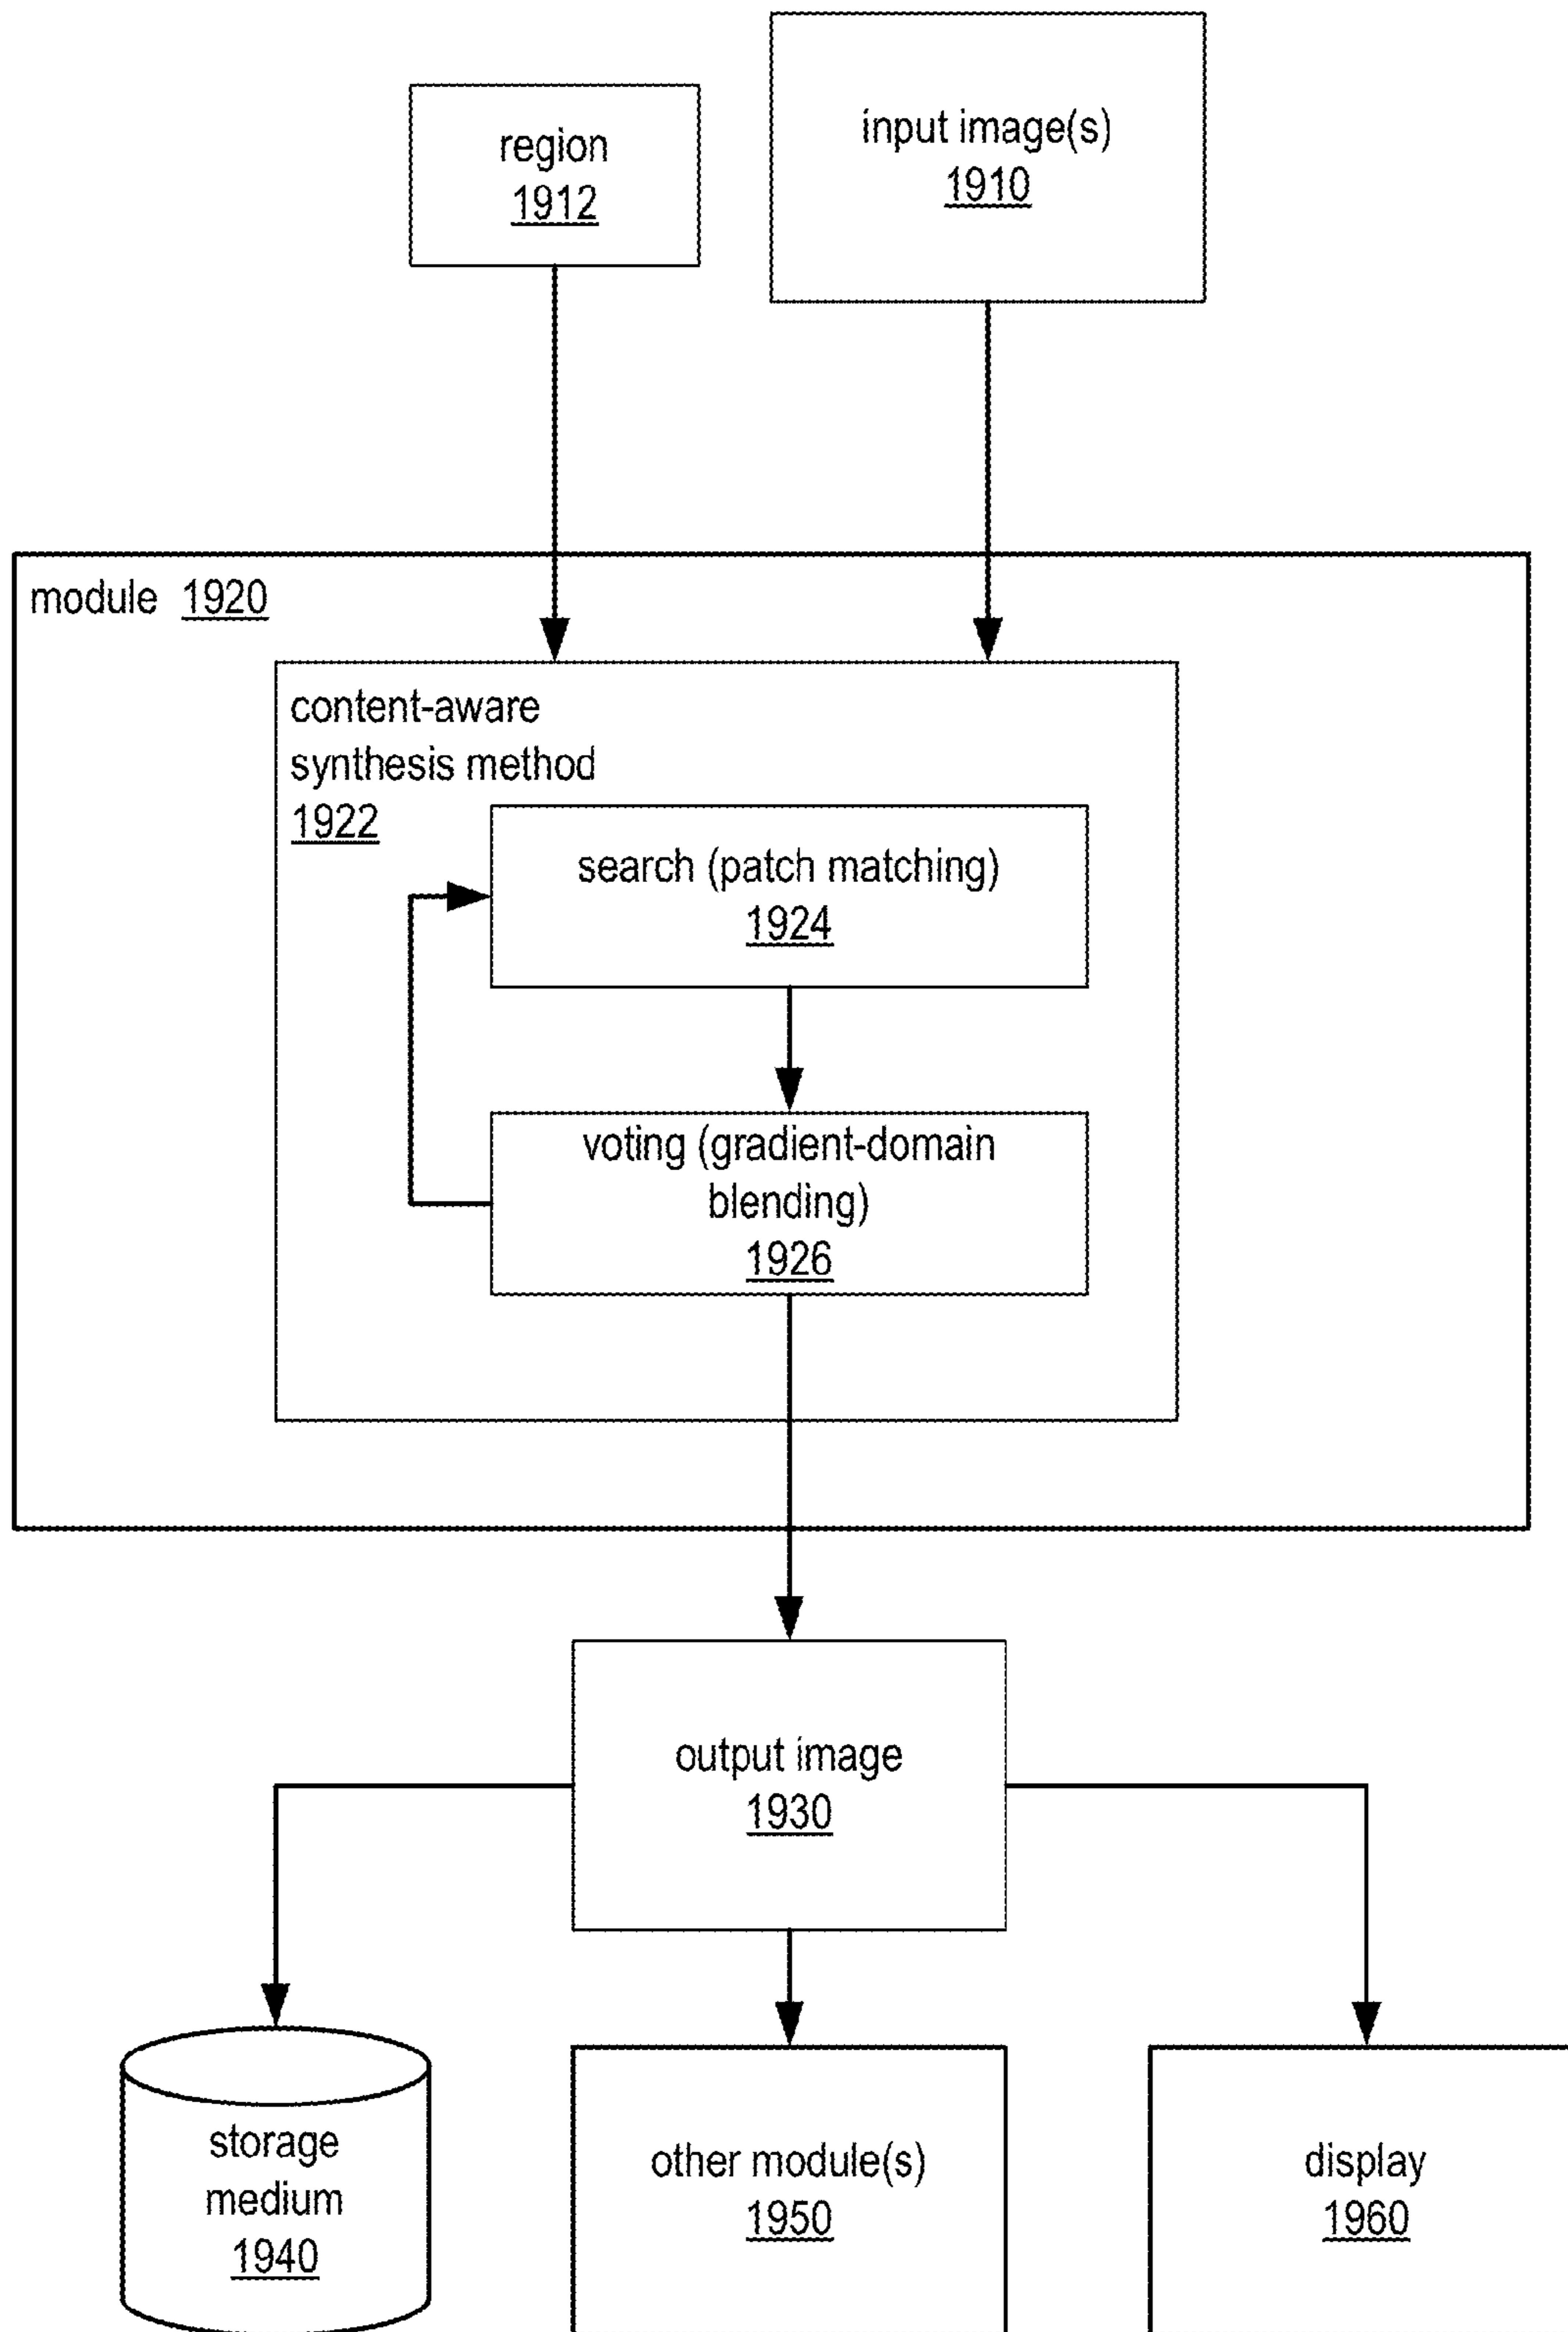 region
1912
input image(s)
1910
module 1920
content-aware
synthesis method
1922
search (patch matching)
1924
voting (gradient-domain
blending)
1926
output image
1930
storage
medium
1940
other module(s)
1950
display
1960